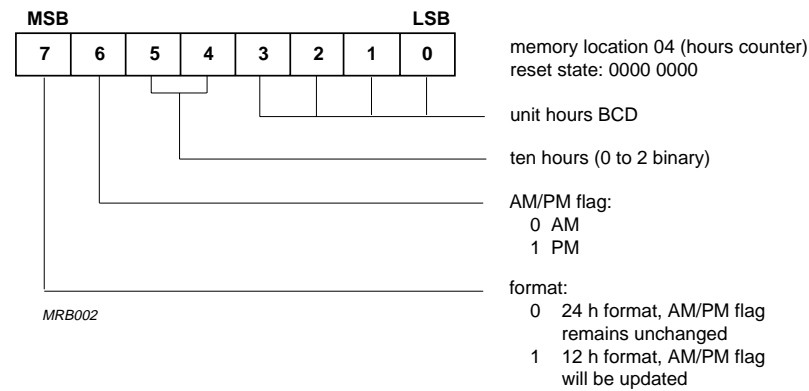 MSB LSB
7 6 5 4 3 2 1 0
memory location 04 (hours counter)
reset state: 0000 0000
unit hours BCD
ten hours (0 to 2 binary)
AM/PM flag:
0 AM
1 PM
format:
0 24 h format, AM/PM flag
remains unchanged
1 12 h format, AM/PM flag
will be updated
MRB002